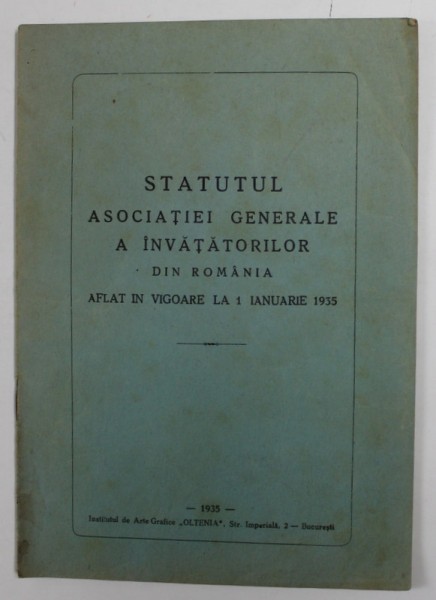 STATUTUL
ASOCIAȚIEI GENERALE
A ÎNVĂȚĂTORILOR
DIN ROMÂNIA
AFLAT IN VIGOARE LA 1 IANUARIE 1935
— 1935 —
Institutul de Arte Grafice „OLTENIA", Str. Imperială, 2 — București